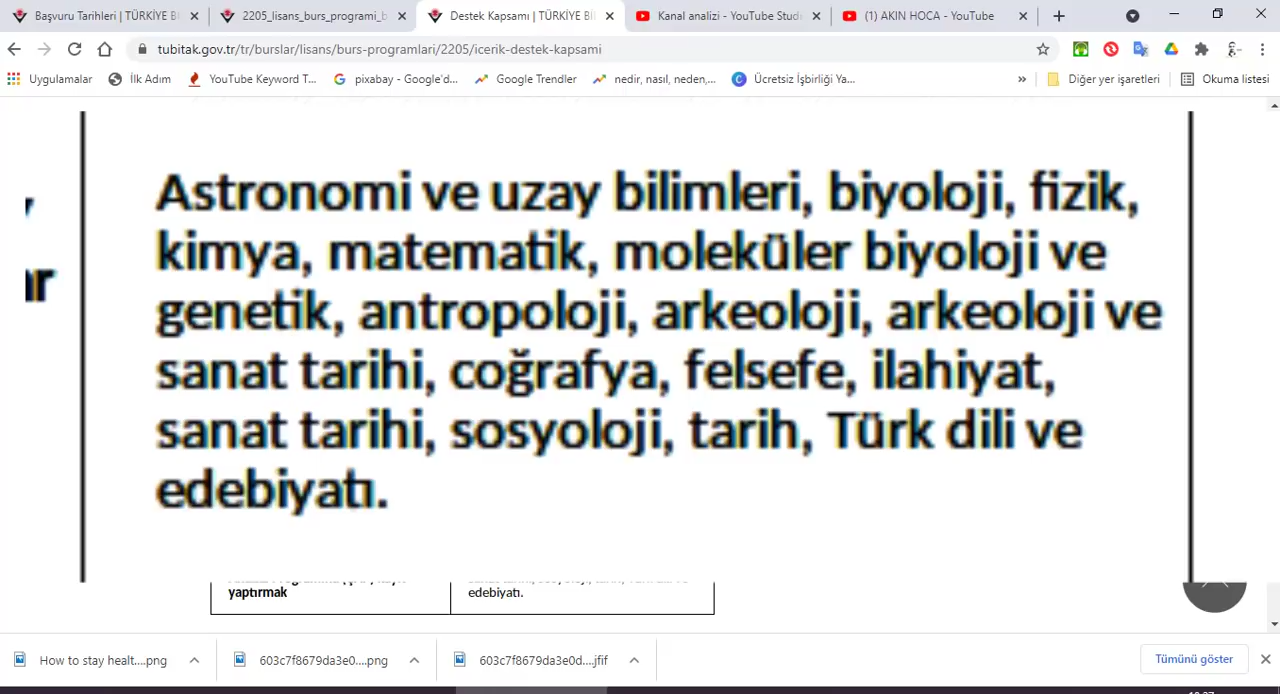 Başvuru Tarihleri | TÜRKİYE Bİ
2205_lisans_burs_programi_b
Destek Kapsamı | TÜRKİYE BİL
Kanal analizi - YouTube Studi
(1) AKIN HOCA - YouTube
tubitak.gov.tr/tr/burslar/lisans/burs-programlari/2205/icerik-destek-kapsami
Uygulamalar
İlk Adım
YouTube Keyword T...
pixabay - Google'd...
Google Trendler
nedir, nasıl, neden,...
Ücretsiz İşbirliği Ya...
»
Diğer yer işaretleri
Okuma listesi
Astronomi ve uzay bilimleri, biyoloji, fizik,
kimya, matematik, moleküler biyoloji ve
genetik, antropoloji, arkeoloji, arkeoloji ve
sanat tarihi, coğrafya, felsefe, ilahiyat,
sanat tarihi, sosyoloji, tarih, Türk dili ve
edebiyatı.
yaptırmak
edebiyatı.
How to stay healt....png
603c7f8679da3e0....png
603c7f8679da3e0d....jfif
Tümünü göster